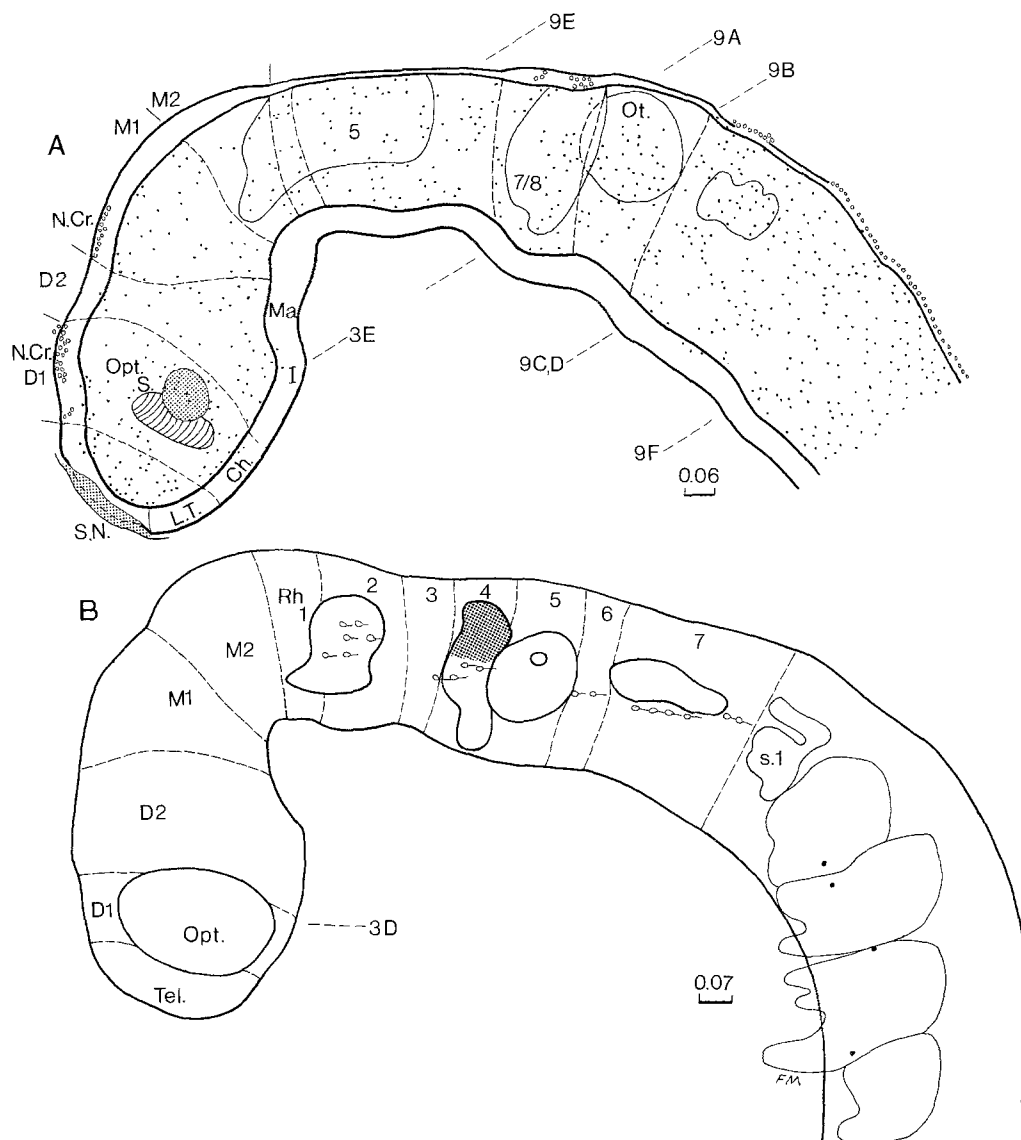 9E
9A
9B
M2
M1
A
5
Ot.
7/8
N.Cr.
D2
Ma
N.Cr.
D1
Opt.
S.
I
3E
9C,D
Ch.
9F
0.06
L.T.
S.N.
B
Rh
1
2
3
4
5
6
7
M2
M1
s.1
D2
D1
Opt.
3D
Tel.
0.07
FM